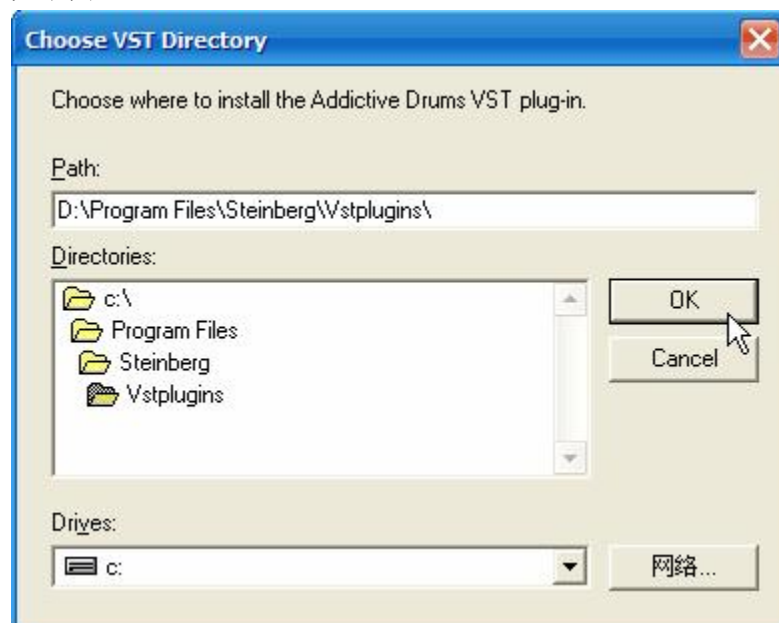 Choose VST Directory
Choose where to install the Addictive Drums VST plug-in.
Path:
D:\Program Files\Steinberg\Vstplugins\
Directories:
c:\
Program Files
Steinberg
Vstplugins
OK
Cancel
Drives:
c:
网络...